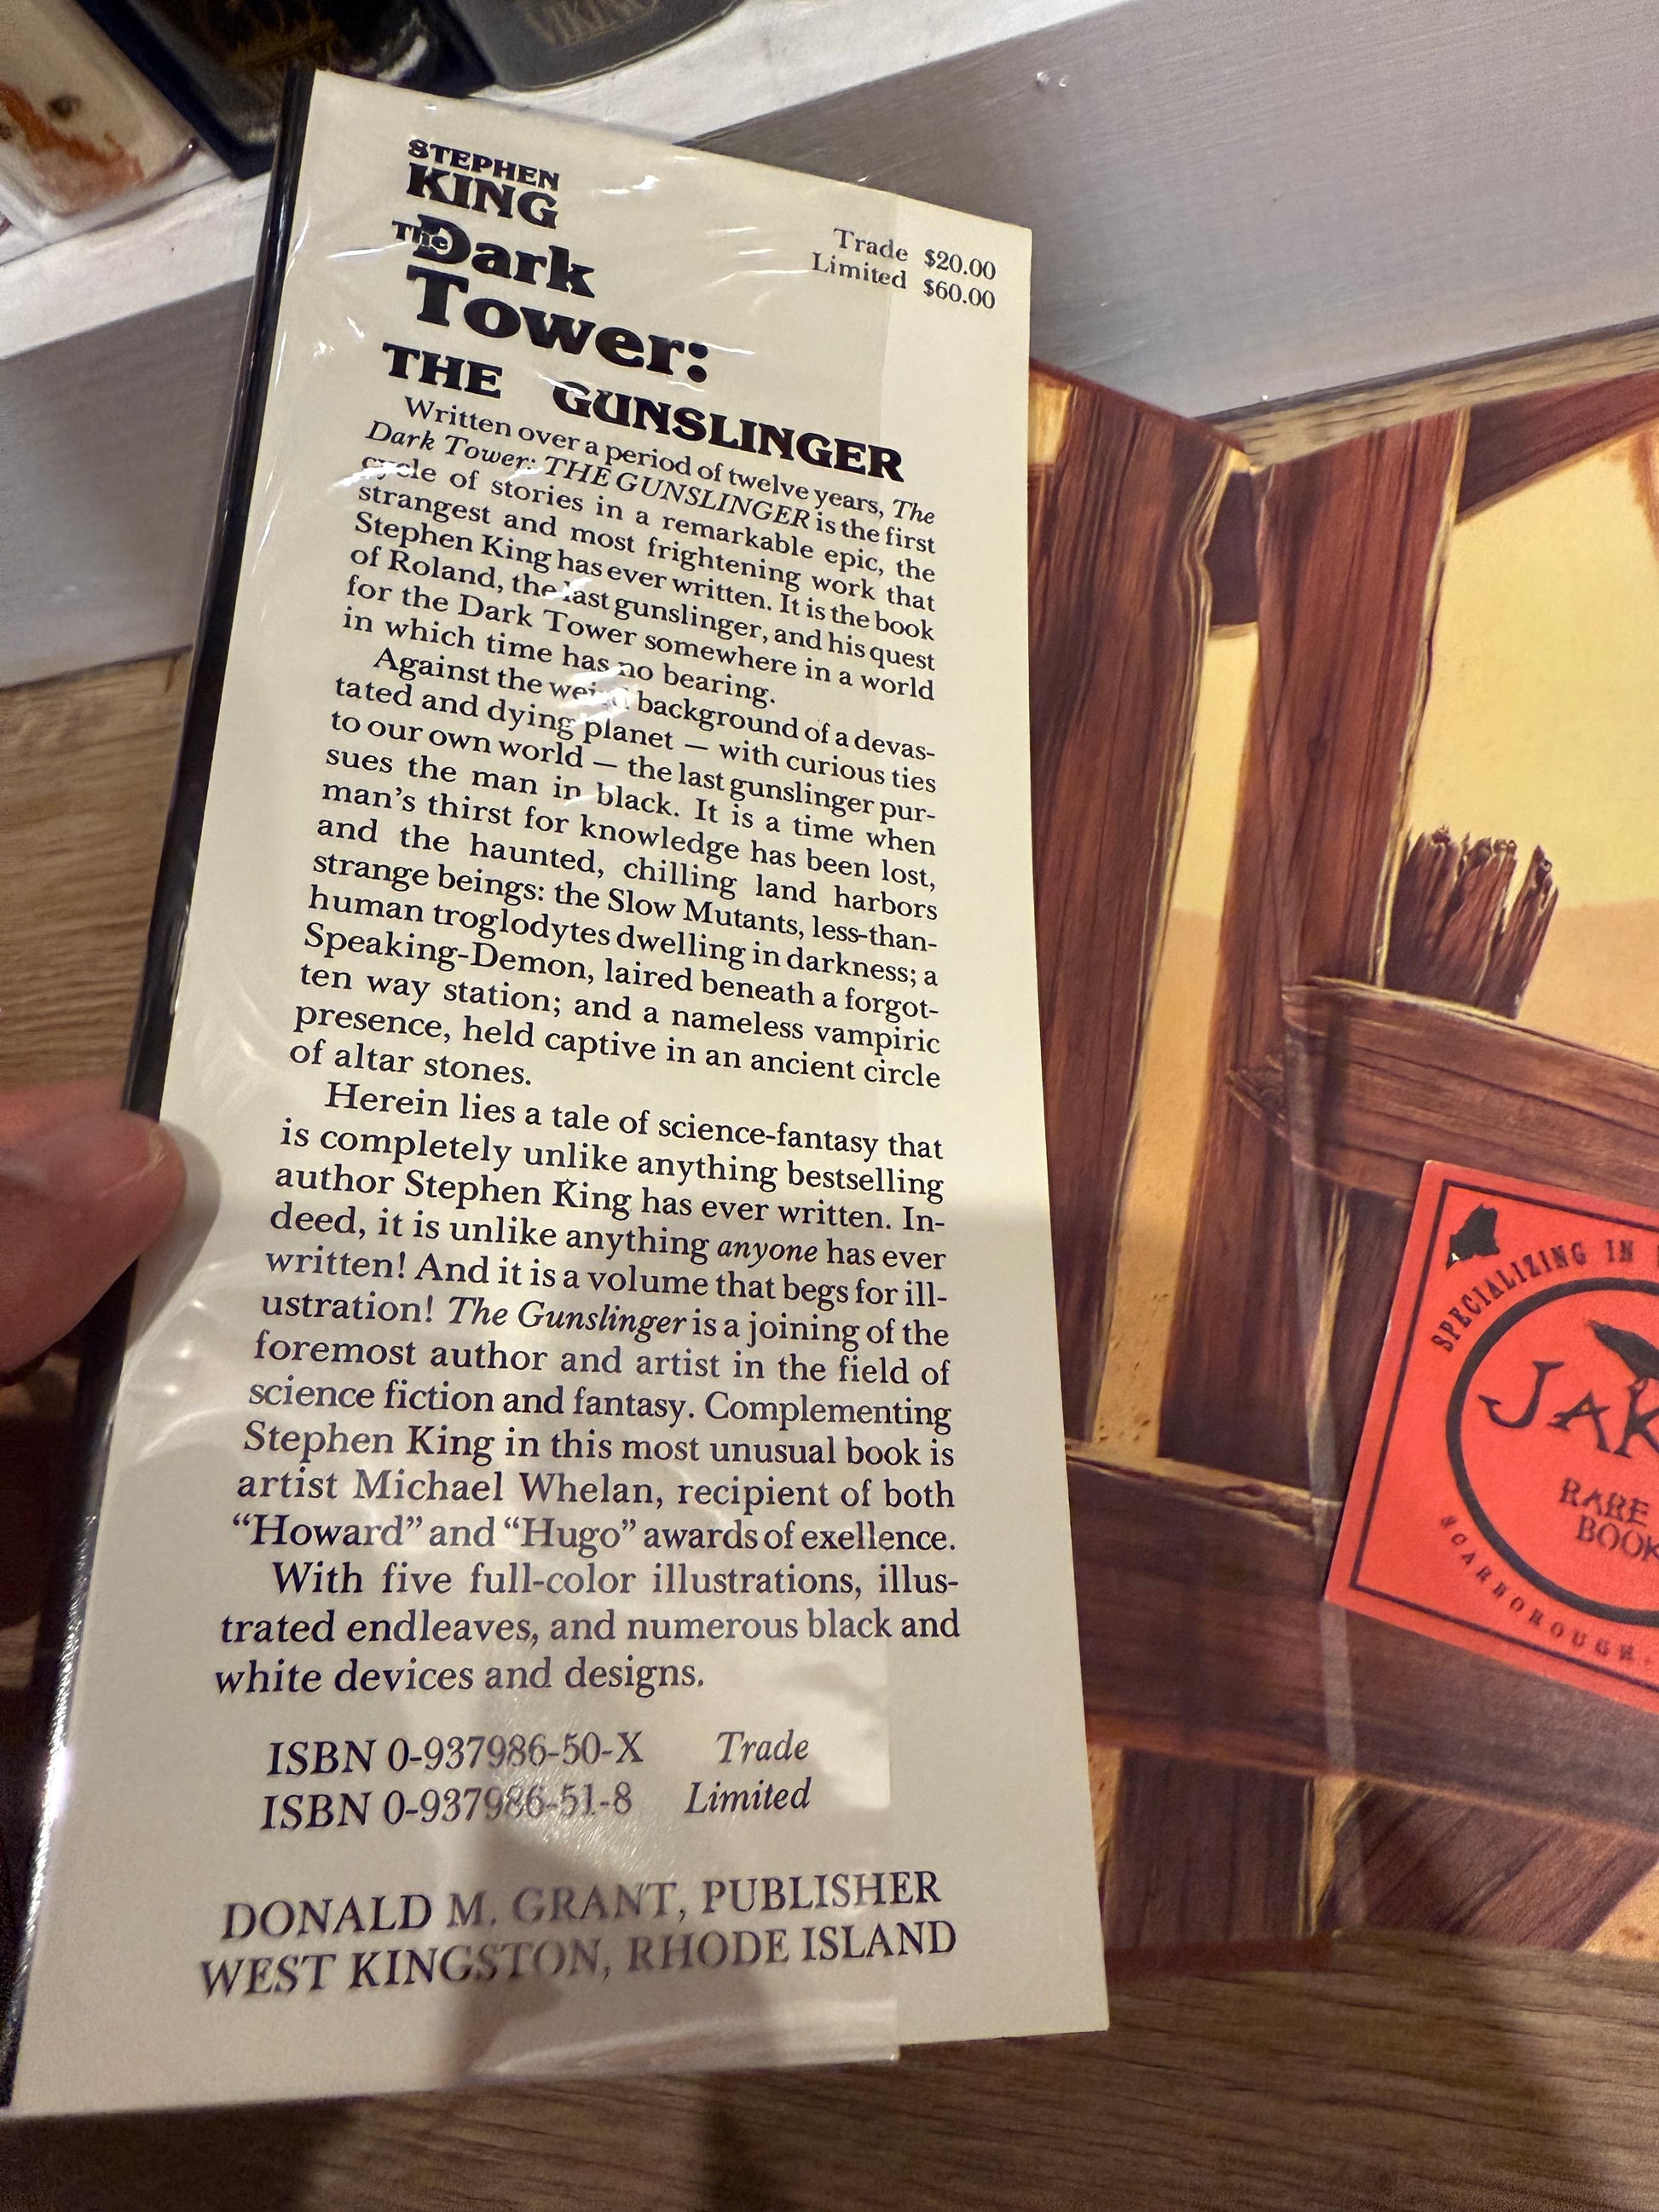 VIKING
STEPHEN
KING
The Dark
Tower:
THE GUNSLINGER
Trade $20.00
Limited $60.00
Written over a period of twelve years, The
Dark Tower: THE GUNSLINGER is the first
cycle of stories in a remarkable epic, the
strangest and most frightening work that
Stephen King has ever written. It is the book
of Roland, the last gunslinger, and his quest
for the Dark Tower somewhere in a world
in which time has no bearing.
Against the weird background of a devas-
tated and dying planet — with curious ties
to our own world — the last gunslinger pur-
sues the man in black. It is a time when
man's thirst for knowledge has been lost,
and the haunted, chilling land harbors
strange beings: the Slow Mutants, less-than-
human troglodytes dwelling in darkness; a
Speaking-Demon, laired beneath a forgot-
ten way station; and a nameless vampiric
presence, held captive in an ancient circle
of altar stones.
Herein lies a tale of science-fantasy that
is completely unlike anything bestselling
author Stephen King has ever written. In-
deed, it is unlike anything anyone has ever
written! And it is a volume that begs for ill-
ustration! The Gunslinger is a joining of the
foremost author and artist in the field of
science fiction and fantasy. Complementing
Stephen King in this most unusual book is
artist Michael Whelan, recipient of both
“Howard” and “Hugo” awards of exellence.
With five full-color illustrations, illus-
trated endleaves, and numerous black and
white devices and designs.
ISBN 0-937986-50-X Trade
ISBN 0-937986-51-8 Limited
DONALD M. GRANT, PUBLISHER
WEST KINGSTON, RHODE ISLAND
SPECIALIZING IN
JAK
RARE
BOOK
SCARBOROUGH